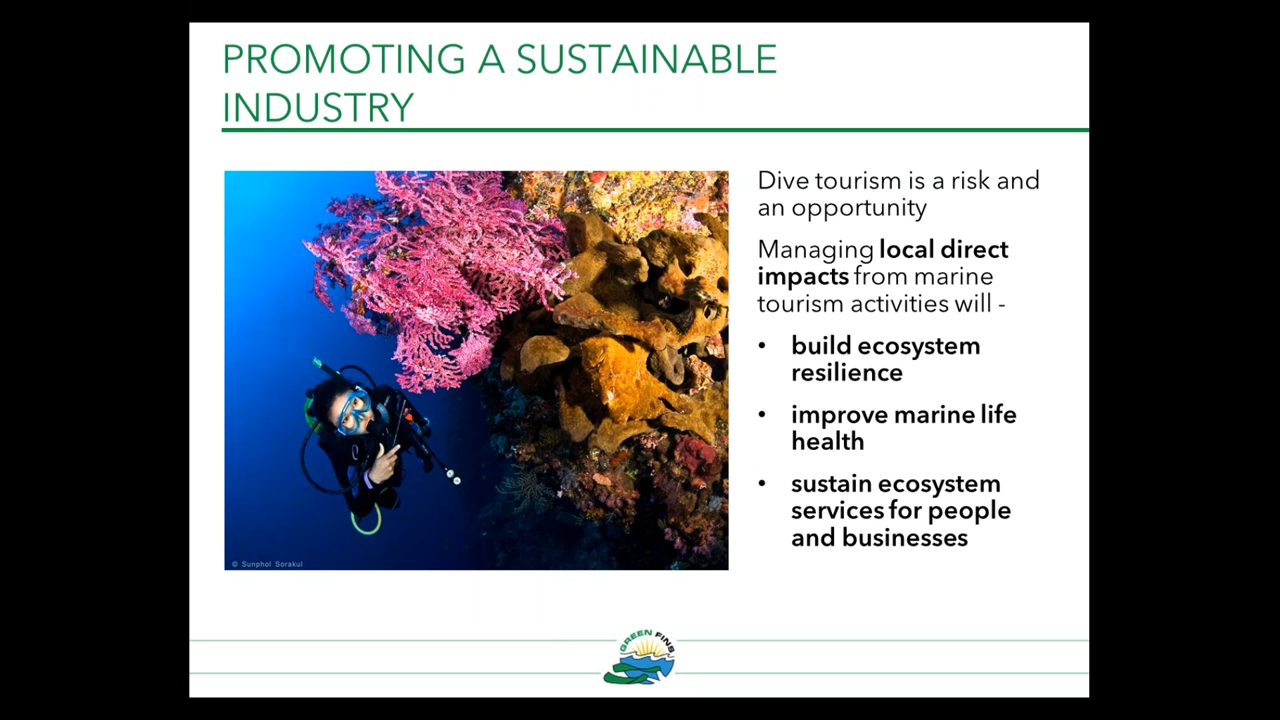 PROMOTING A SUSTAINABLE
INDUSTRY
Dive tourism is a risk and
an opportunity
Managing local direct
impacts from marine
tourism activities will -
• build ecosystem
resilience
• improve marine life
health
• sustain ecosystem
services for people
and businesses
© Sunphol Sorakul
GREEN FINS